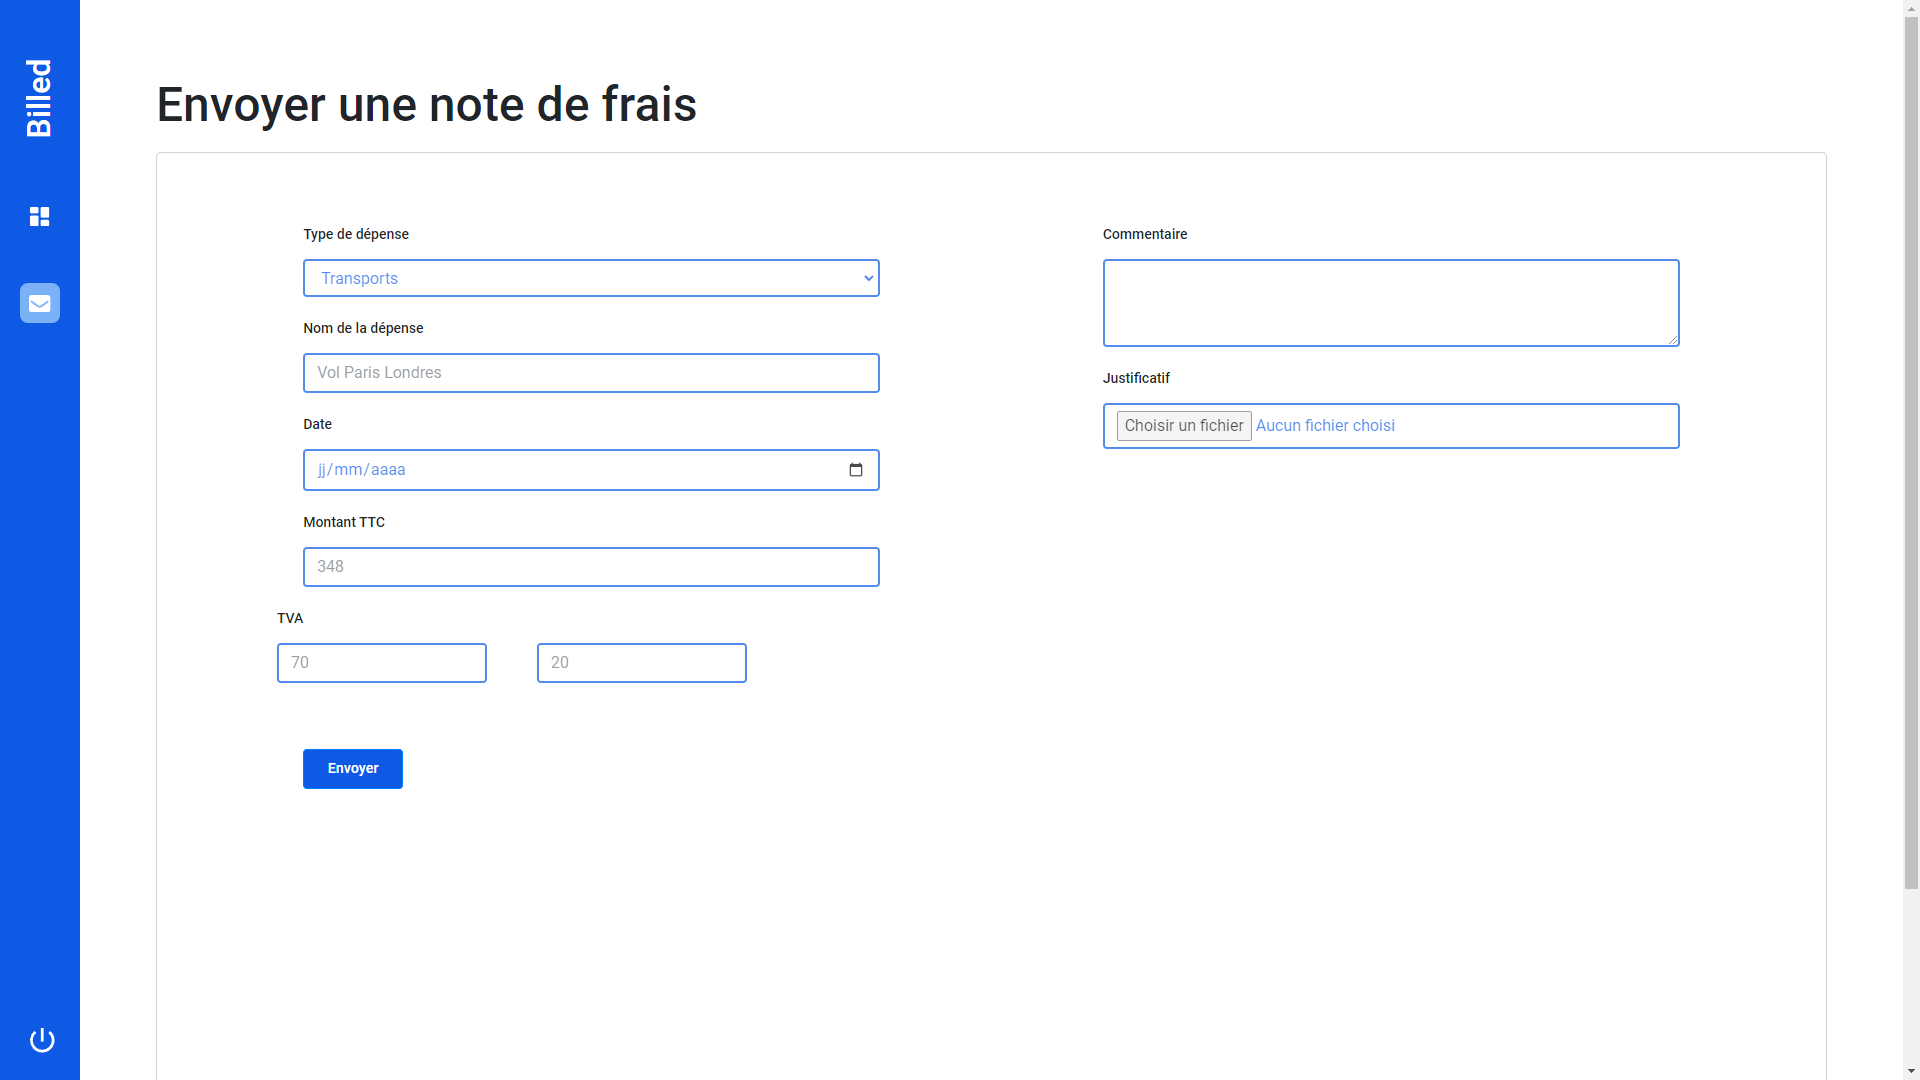 Billed
Envoyer une note de frais
Type de dépense
Transports
Nom de la dépense
Vol Paris Londres
Date
jj/mm/aaaa
Montant TTC
348
TVA
70
20
Envoyer
Commentaire
Justificatif
Choisir un fichier Aucun fichier choisi